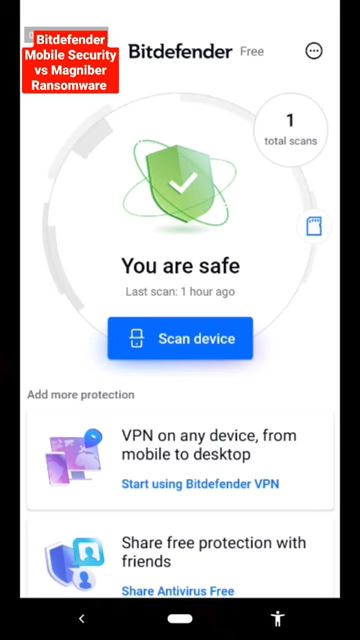 Bitdefender
Mobile Security
vs Magniber
Ransomware
Bitdefender Free
1
total scans
You are safe
Last scan: 1 hour ago
Scan device
Add more protection
VPN on any device, from
mobile to desktop
Start using Bitdefender VPN
Share free protection with
friends
Share Antivirus Free